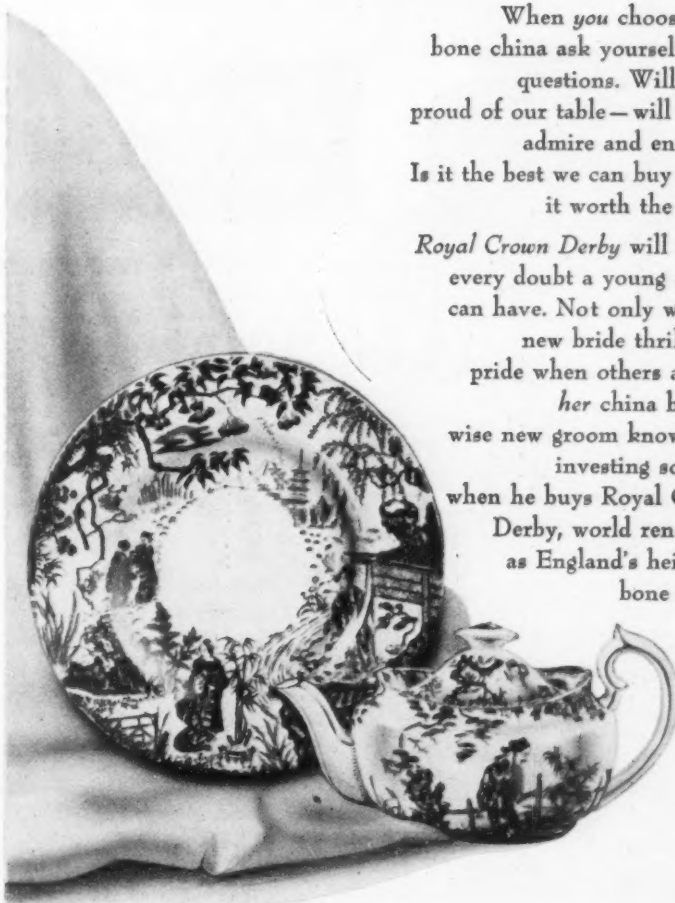 When you choos
bone china ask yoursel
questions. Will
proud of our table—will
admire and en
Is it the best we can buy
it worth the
Royal Crown Derby will
every doubt a young
can have. Not only w
new bride thril
pride when others a
her china b
wise new groom know
investing so
when he buys Royal C
Derby, world ren
as England's hei
bone